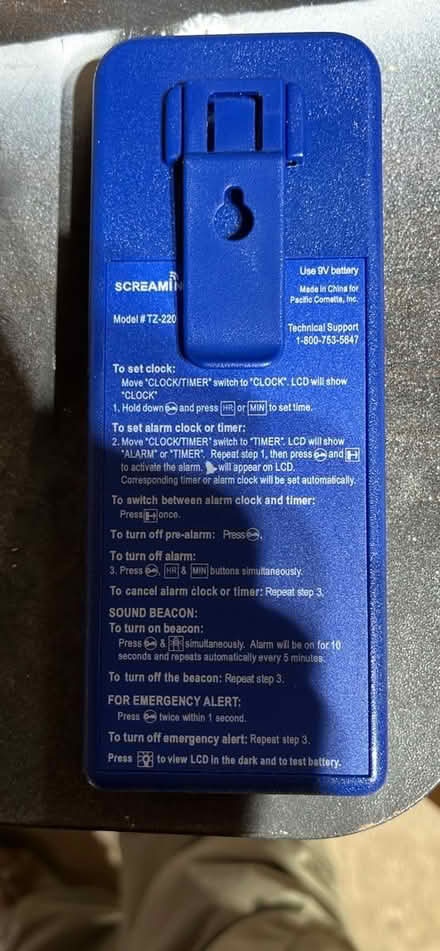 SCREAMIN
Use 9V battery
Made in China for
Pacific Cornetta, Inc.
Model # TZ-220
Technical Support
1-800-753-5647
To set clock:
Move "CLOCK/TIMER" switch to "CLOCK". LCD will show
"CLOCK"
1. Hold down and press HR or MIN to set time.
To set alarm clock or timer:
2. Move "CLOCK/TIMER" switch to "TIMER". LCD will show
"ALARM" or "TIMER". Repeat step 1, then press and
to activate the alarm. will appear on LCD.
Corresponding timer or alarm clock will be set automatically.
To switch between alarm clock and timer:
Press once.
To turn off pre-alarm: Press .
To turn off alarm:
3. Press , HR & MIN buttons simultaneously.
To cancel alarm clock or timer: Repeat step 3.
SOUND BEACON:
To turn on beacon:
Press & simultaneously. Alarm will be on for 10
seconds and repeats automatically every 5 minutes.
To turn off the beacon: Repeat step 3.
FOR EMERGENCY ALERT:
Press twice within 1 second.
To turn off emergency alert: Repeat step 3.
Press to view LCD in the dark and to test battery.